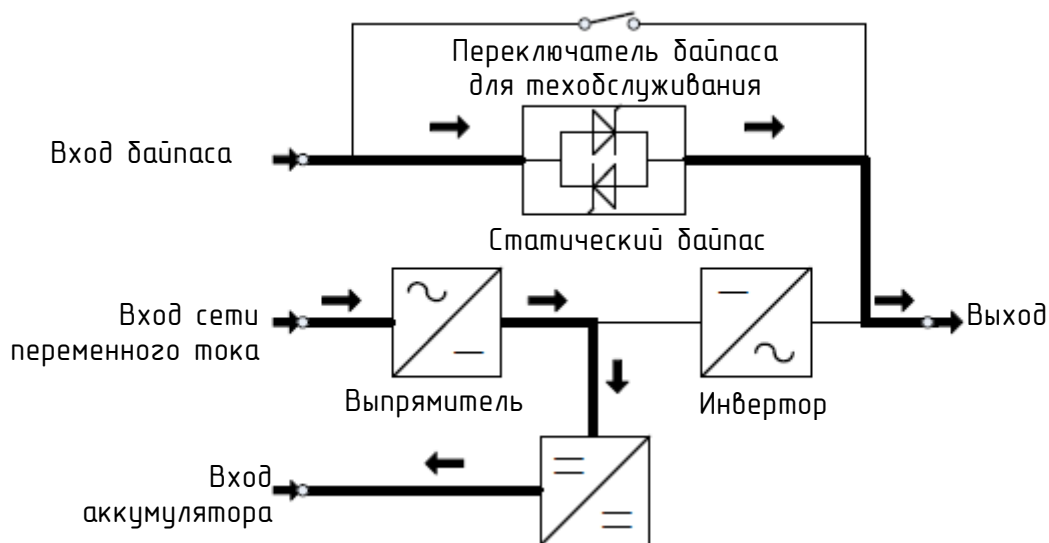 Переключатель байпаса
для техобслуживания
Вход байпаса
Статический байпас
Вход сети
переменного тока
Выход
Выпрямитель
Инвертор
Вход
аккумулятора